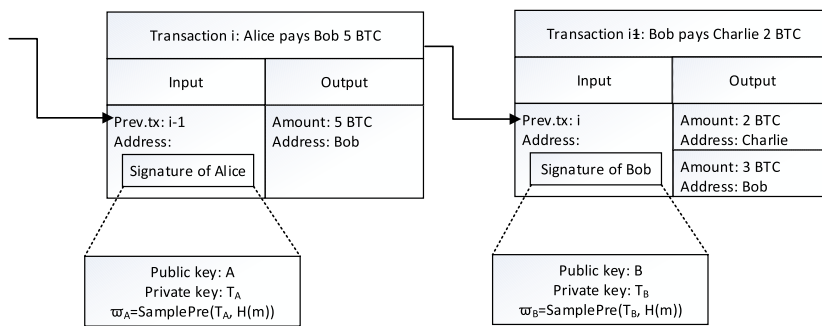 Transaction i: Alice pays Bob 5 BTC
Input
Output
Prev.tx: i-1
Address:
Signature of Alice
Amount: 5 BTC
Address: Bob
Public key: A
Private key: T_A
ϖ_A=SamplePre(T_A, H(m))
Transaction i1: Bob pays Charlie 2 BTC
Input
Output
Prev.tx: i
Address:
Signature of Bob
Amount: 2 BTC
Address: Charlie
Amount: 3 BTC
Address: Bob
Public key: B
Private key: T_B
ϖ_B=SamplePre(T_B, H(m))